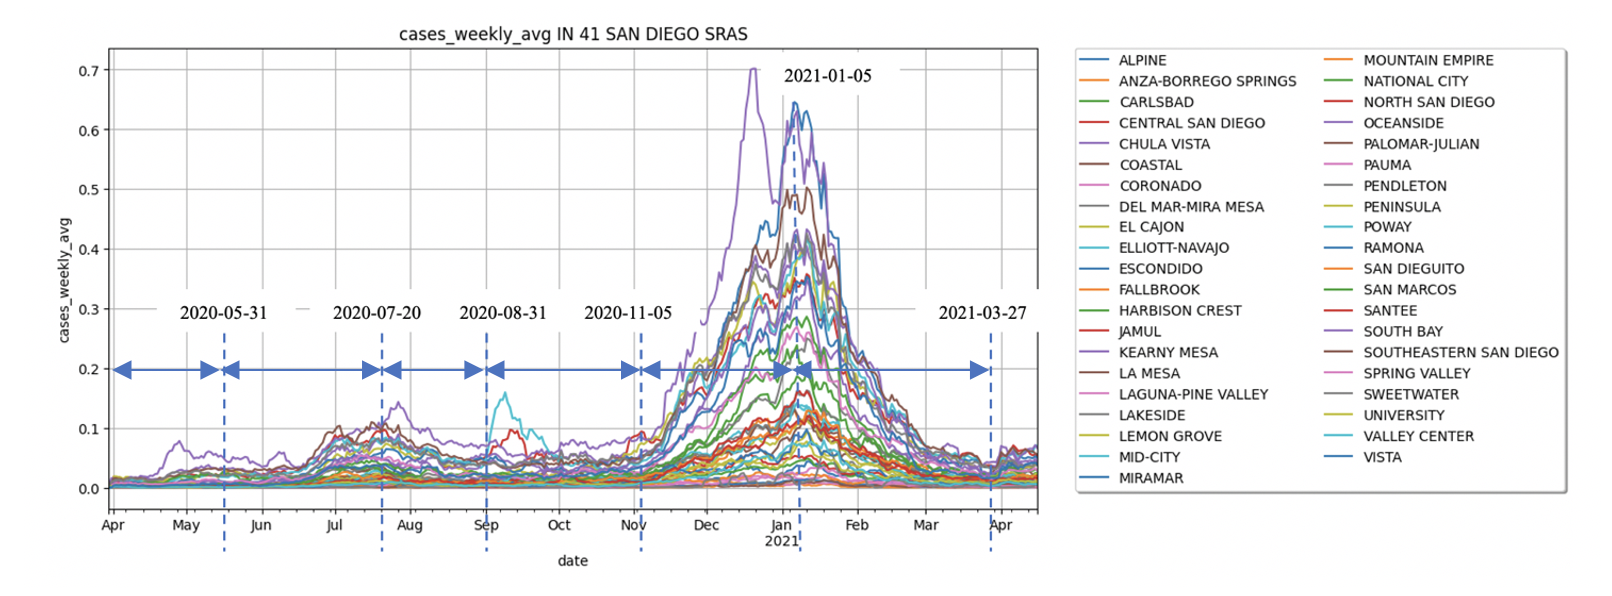 cases_weekly_avg IN 41 SAN DIEGO SRAS
cases_weekly_avg
0.7
0.6
0.5
0.4
0.3
0.2
0.1
0.0
2021-01-05
2020-05-31
2020-07-20
2020-08-31
2020-11-05
2021-03-27
Apr
May
Jun
Jul
Aug
Sep
Oct
Nov
Dec
Jan
2021
Feb
Mar
Apr
date
ALPINE
ANZA-BORREGO SPRINGS
CARLSBAD
CENTRAL SAN DIEGO
CHULA VISTA
COASTAL
CORONADO
DEL MAR-MIRA MESA
EL CAJON
ELLIOTT-NAVAJO
ESCONDIDO
FALLBROOK
HARBISON CREST
JAMUL
KEARNY MESA
LA MESA
LAGUNA-PINE VALLEY
LAKESIDE
LEMON GROVE
MID-CITY
MIRAMAR
MOUNTAIN EMPIRE
NATIONAL CITY
NORTH SAN DIEGO
OCEANSIDE
PALOMAR-JULIAN
PAUMA
PENDLETON
PENINSULA
POWAY
RAMONA
SAN DIEGUITO
SAN MARCOS
SANTEE
SOUTH BAY
SOUTHEASTERN SAN DIEGO
SPRING VALLEY
SWEETWATER
UNIVERSITY
VALLEY CENTER
VISTA